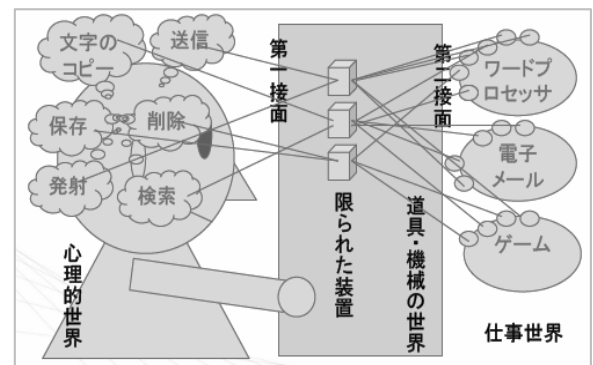 文字の
コピー
送信
保存
削除
発射
検索
心理的世界
第一接面
限られた装置
第二接面
道具・機械の世界
ワードプ
ロセッサ
電子
メール
ゲーム
仕事世界